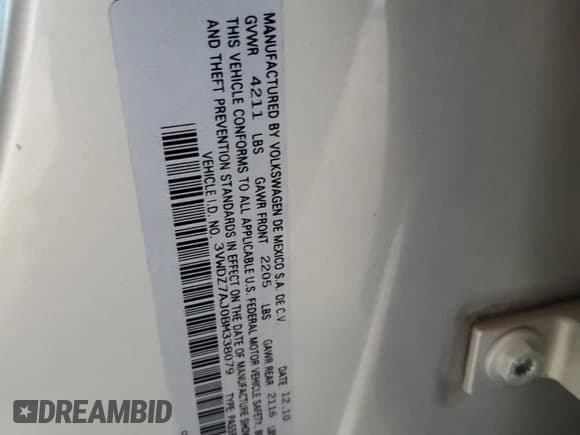 MANUFACTURED BY VOLKSWAGEN DE MEXICO S.A. DE C.V. DATE 12.10
GVWR 4211 LBS GAWR FRONT 2205 LBS GAWR REAR 2116
THIS VEHICLE CONFORMS TO ALL APPLICABLE U.S. FEDERAL MOTOR VEHICLE SAFETY,
AND THEFT PREVENTION STANDARDS IN EFFECT ON THE DATE OF MANUFACTURE
VEHICLE I.D. NO. 3VWDZ7AJ0BM338079 TYPE:
DREAMBID